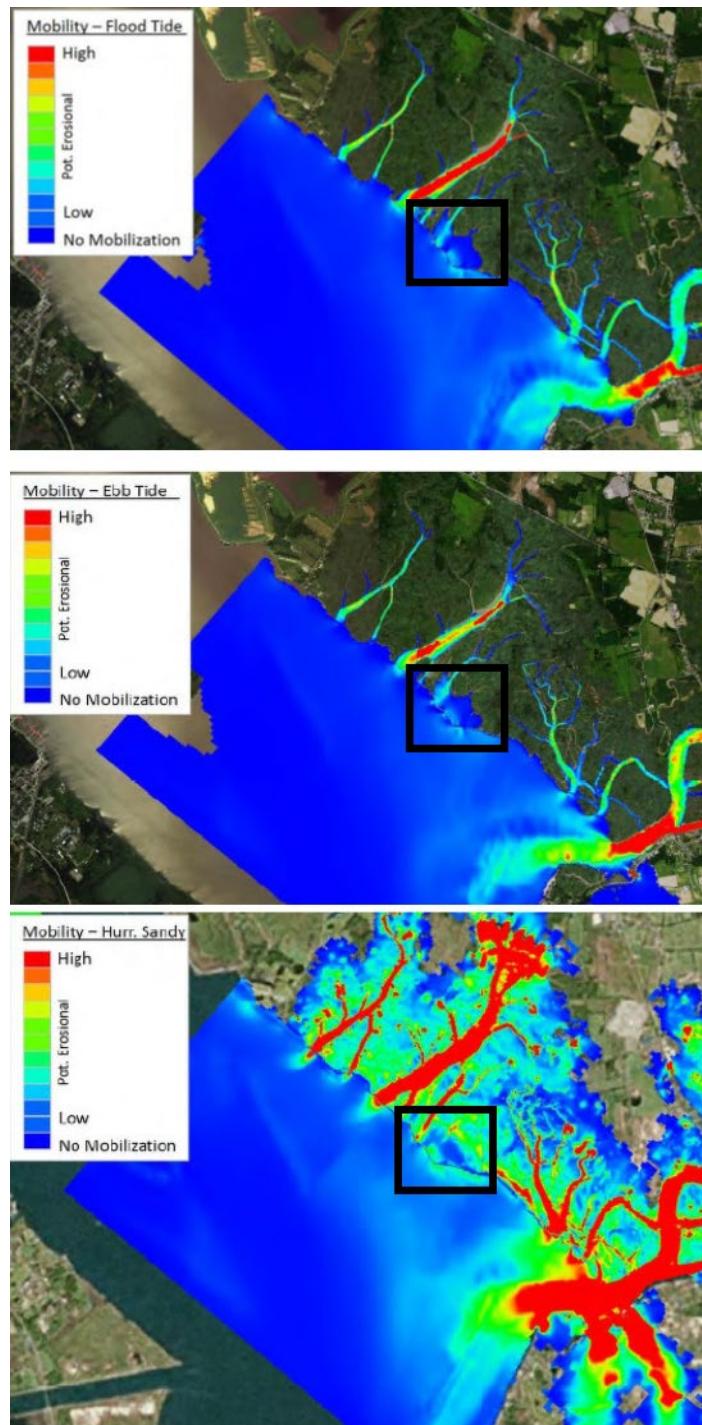 Mobility – Flood Tide
High
Pot. Erosional
Low
No Mobilization
Mobility – Ebb Tide
High
Pot. Erosional
Low
No Mobilization
Mobility – Hurr. Sandy
High
Pot. Erosional
Low
No Mobilization